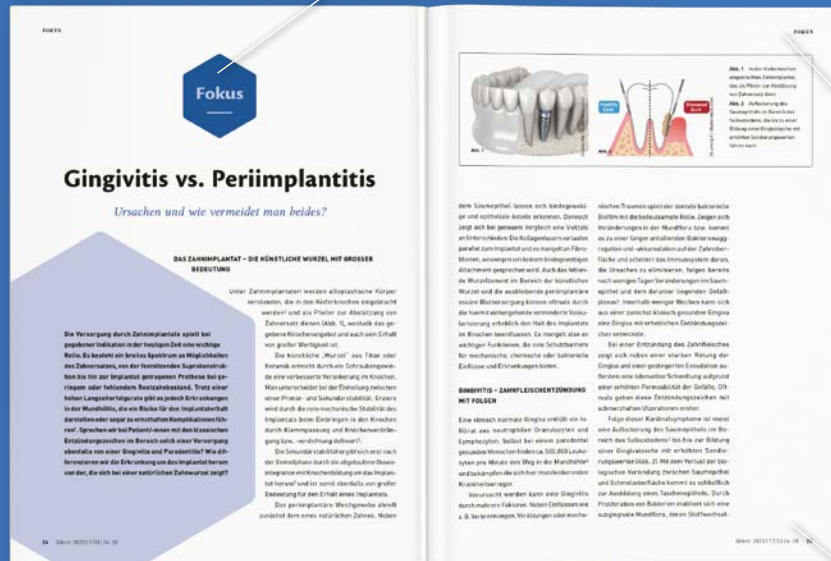 FOKUS
Fokus
Gingivitis vs. Periimplantitis
Ursachen und wie vermeidet man beides?
DAS ZAHNIMPLANTAT – DIE KÜNSTLICHE WURZEL MIT GROSSER
BEDEUTUNG
Die Versorgung durch Zahnimplantate spielt bei
gegebener Indikation in der heutigen Zeit eine wichtige
Rolle. Es besteht ein breites Spektrum an Möglichkeiten
des Zahnersatzes, von der festsitzenden Suprakonstruk-
tion bis hin zur Implantat getragenen Prothese bei ge-
ringem oder fehlendem Restzahnbestand. Trotz einer
hohen Langzeiterfolgsrate gibt es jedoch Erkrankungen
in der Mundhöhle, die ein Risiko für den Implantaterhalt
darstellen oder sogar zu ernsthaften Komplikationen füh-
ren¹. Sprechen wir bei Patient/-innen mit den klassischen
Entzündungszeichen im Bereich solch einer Versorgung
ebenfalls von einer Gingivitis und Parodontitis? Wie dif-
ferenzieren wir die Erkrankung um das Implantat herum
von der, die sich bei einer natürlichen Zahnwurzel zeigt?
Unter Zahnimplantaten werden alloplastische Körper
verstanden, die in den Kieferknochen eingebracht
werden² und als Pfeiler zur Abstützung von
Zahnersatz dienen (Abb. 1), weshalb das ge-
gebene Knochenangebot und auch sein Erhalt
von großer Wertigkeit ist.
Die künstliche „Wurzel“ aus Titan oder
Keramik erreicht durch ein Schraubengewin-
de eine verbesserte Verankerung im Knochen.
Man unterscheidet bei der Einheilung zwischen
einer Primär- und Sekundärstabilität. Erstere
wird durch die rein mechanische Stabilität des
Implantats beim Einbringen in den Knochen
durch Klemmpassung und Knochenverdrän-
gung bzw. -verdichtung definiert³.
Die Sekundärstabilität ergibt sich erst nach
der Einheilphase durch die abgelaufene Osseo-
integration mit Knochenbildung um das Implan-
tat herum³ und ist somit ebenfalls von großer
Bedeutung für den Erhalt eines Implantats.
Das periimplantäre Weichgewebe ähnelt
zunächst dem eines natürlichen Zahnes. Neben
24
FOKUS
ABB. 1
Healthy
Gum
Diseased
Gum
Abb. 1 In den Kieferknochen
eingebrachtes Zahnimplantat,
das als Pfeiler zur Abstützung
von Zahnersatz dient.
Abb. 2 Auflockerung des
Saumepithels im Bereich des
Sulkusbodens, die bis zu einer
Bildung einer Gingivatasche mit
erhöhten Sondierungswerten
führen kann.
dem Saumepithel lassen sich bindegewebi-
ge und epitheliale Anteile erkennen. Dennoch
zeigt sich bei genauem Vergleich eine Vielzahl
an Unterschieden: Die Kollagenfasern verlaufen
parallel zum Implantat und es mangelt an Fibro-
blasten, weswegen von keinem bindegewebigen
Attachment gesprochen wird. Auch das fehlen-
de Wurzelzement im Bereich der künstlichen
Wurzel und die ausbleibende periimplantäre
ossäre Blutversorgung können oftmals durch
die hiermit einhergehende verminderte Vasku-
larisierung erheblich den Halt des Implantats
im Knochen beeinflussen. Es mangelt also an
wichtigen Funktionen, die eine Schutzbarriere
für mechanische, chemische oder bakterielle
Einflüsse und Erkrankungen bieten.
GINGIVITIS – ZAHNFLEISCHENTZÜNDUNG
MIT FOLGEN
Eine klinisch normale Gingiva enthält ein In-
filtrat aus neutrophilen Granulozyten und
Lymphozyten. Selbst bei einem parodontal
gesunden Menschen finden ca. 500.000 Leuko-
zyten pro Minute den Weg in die Mundhöhle⁴
und bekämpfen die sich hier manifestierenden
Krankheitserreger.
Verursacht werden kann eine Gingivitis
durch mehrere Faktoren. Neben Einflüssen wie
z. B. Verbrennungen, Verätzungen oder mecha-
nischen Traumen spielt der dentale bakterielle
Biofilm mit die bedeutsamste Rolle. Zeigen sich
Veränderungen in der Mundflora bzw. kommt
es zu einer länger anhaltenden Bakterienagg-
regation und -akkumulation auf der Zahnober-
fläche und scheitert das Immunsystem daran,
die Ursachen zu eliminieren, folgen bereits
nach wenigen Tagen Veränderungen im Saum-
epithel und dem darunter liegenden Gefäß-
plexus⁴. Innerhalb weniger Wochen kann sich
aus einer zunächst klinisch gesunden Gingiva
eine Gingivitis mit erheblichen Entzündungszei-
chen entwickeln.
Bei einer Entzündung des Zahnfleisches
zeigt sich neben einer starken Rötung der
Gingiva und einer gesteigerten Exsudation au-
ßerdem eine ödematöse Schwellung aufgrund
einer erhöhten Permeabilität der Gefäße. Oft-
mals gehen diese Entzündungszeichen mit
schmerzhaften Ulzerationen einher.
Folge dieser Kardinalsymptome ist meist
eine Auflockerung des Saumepithels im Be-
reich des Sulkusbodens⁵ bis hin zur Bildung
einer Gingivatasche mit erhöhten Sondie-
rungswerten (Abb. 2). Mit dem Verlust der bio-
logischen Verbindung zwischen Saumepithel
und Schmelzoberfläche kommt es schließlich
zur Ausbildung eines Taschenepithels. Durch
Proliferation von Bakterien etabliert sich eine
subgingivale Mundflora, deren Stoffwechsel-